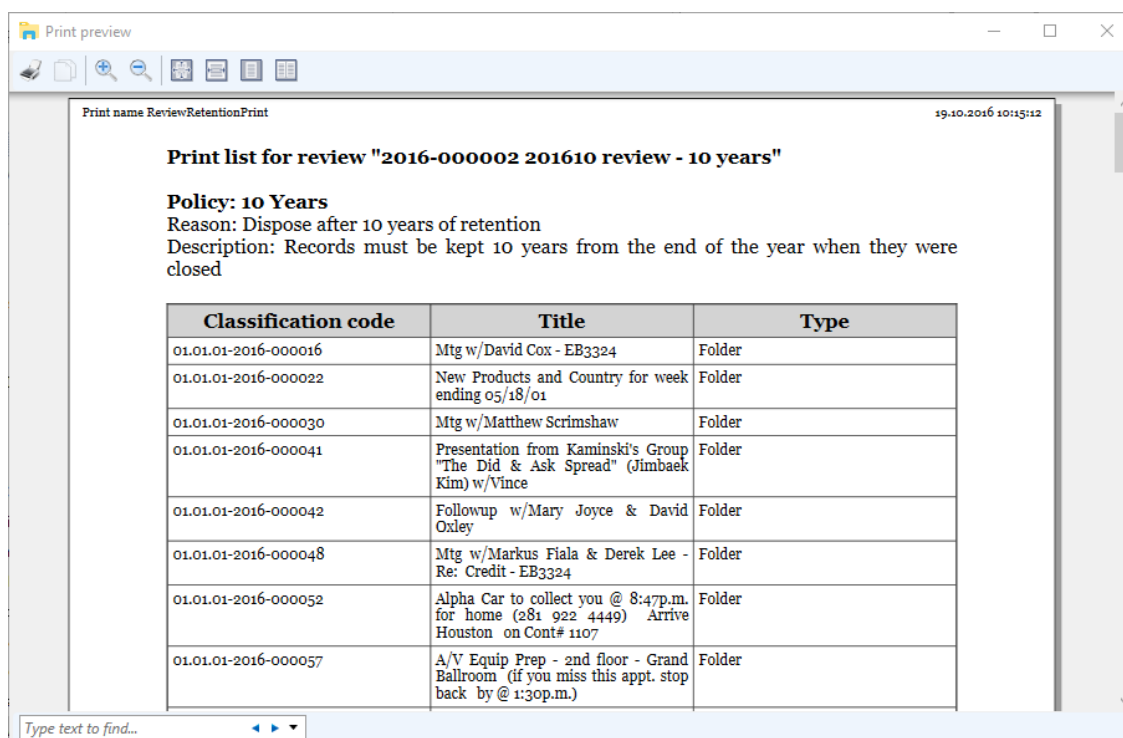 Print preview
Print name ReviewRetentionPrint 19.10.2016 10:15:12
Print list for review "2016-000002 201610 review - 10 years"
Policy: 10 Years
Reason: Dispose after 10 years of retention
Description: Records must be kept 10 years from the end of the year when they were
closed
Classification code Title Type
01.01.01-2016-000016 Mtg w/David Cox - EB3324 Folder
01.01.01-2016-000022 New Products and Country for week Folder
ending 05/18/01
01.01.01-2016-000030 Mtg w/Matthew Scrimshaw Folder
01.01.01-2016-000041 Presentation from Kaminski's Group Folder
"The Did & Ask Spread" (Jimbaek
Kim) w/Vince
01.01.01-2016-000042 Followup w/Mary Joyce & David Folder
Oxley
01.01.01-2016-000048 Mtg w/Markus Fiala & Derek Lee - Folder
Re: Credit - EB3324
01.01.01-2016-000052 Alpha Car to collect you @ 8:47p.m. Folder
for home (281 922 4449) Arrive
Houston on Cont# 1107
01.01.01-2016-000057 A/V Equip Prep - 2nd floor - Grand Folder
Ballroom (if you miss this appt. stop
back by @ 1:30p.m.)
Type text to find...